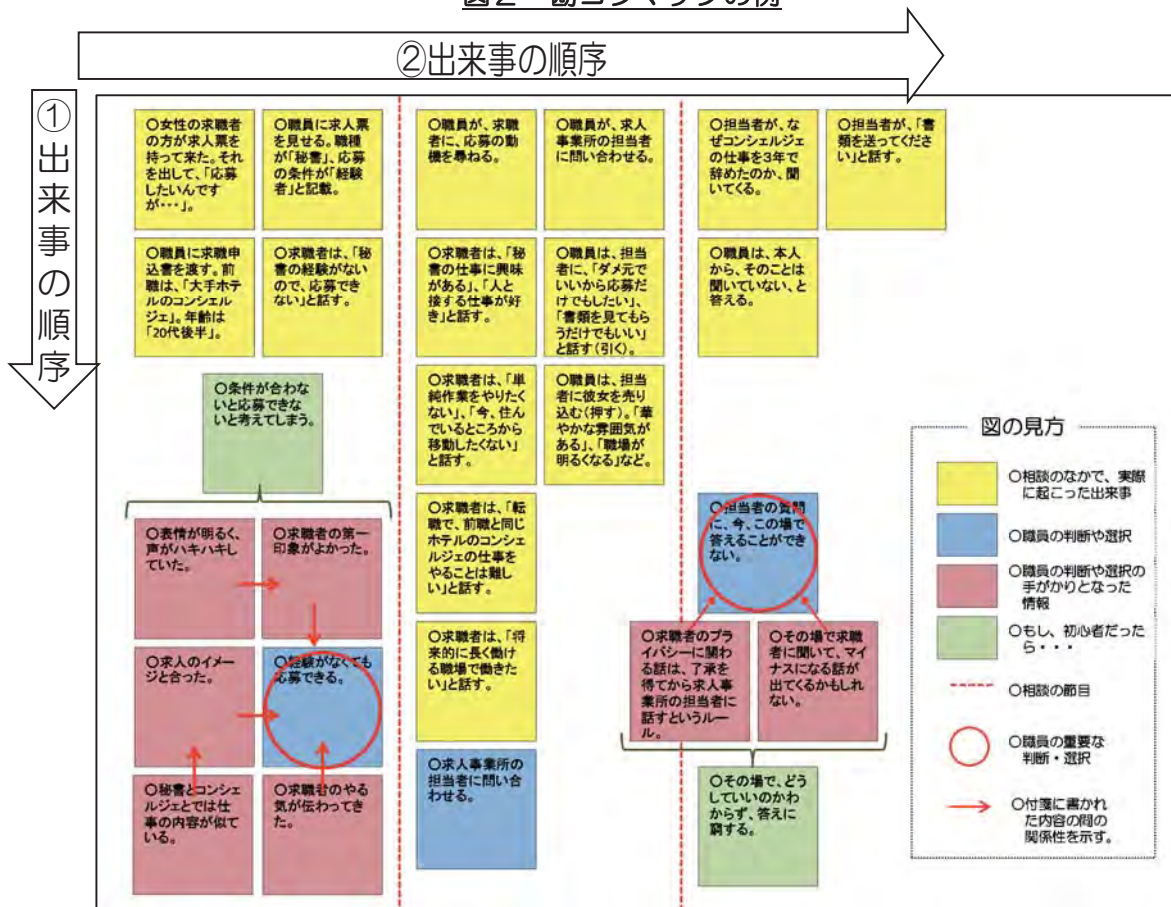 図2 勘コツマップの例
②出来事の順序
①出来事の順序
○女性の求職者
の方が求人票を
持って来た。それ
を出して、「応募
したいんです
が・・・」。
○職員に求人票
を見せる。職種
が「秘書」、応募
の条件が「経験
者」と記載。
○職員に求職申
込書を渡す。前
職は、「大手ホテ
ルのコンシェル
ジェ」。年齢は
「20代後半」。
○求職者は、「秘
書の経験がない
ので、応募でき
ない」と話す。
○条件が合わな
いと応募できな
いと考えてしまう。
○表情が明るく、
声がハキハキし
ていた。
○求職者の第一
印象がよかった。
○求人のイメー
ジと合った。
○経験がなくても
応募できる。
○秘書とコンシェ
ルジェとでは仕
事の内容が似て
いる。
○求職者のやる
気が伝わってき
た。
○職員が、求職
者に、応募の動
機を尋ねる。
○職員が、求人
事業所の担当者
に問い合わせる。
○求職者は、「秘
書の仕事に興味
がある」、「人と
接する仕事が好
き」と話す。
○職員は、担当
者に、「ダメ元で
いいから応募だ
けでもしたい」、
「書類を見てもら
うだけでもいい」
と話す(引く)。
○求職者は、「単
純作業をやりたく
ない」、「今、住ん
でいるところから
移動したくない」
と話す。
○職員は、担当
者に彼女を売り
込む(押す)。「華
やかな雰囲気が
ある」、「職場が
明るくなる」など。
○求職者は、「転
職で、前職と同じ
ホテルのコンシェ
ルジェの仕事を
やることは難し
い」と話す。
○求職者は、「将
来的に長く働け
る職場で働きた
い」と話す。
○求人事業所の
担当者に問い合
わせる。
○担当者が、な
ぜコンシェルジェ
の仕事を3年で
辞めたのか、聞
いてくる。
○担当者が、「書
類を送ってくださ
い」と話す。
○職員は、本人
から、そのことは
聞いていない、と
答える。
○担当者の質問
に、今、この場で
答えることができ
ない。
○求職者のプラ
イバシーに関わ
る話は、了承を
得てから求人事
業所の担当者に
話すというルー
ル。
○その場で求職
者に聞いて、マイ
ナスになる話が
出てくるかもしれ
ない。
○その場で、どう
していいのかわ
からず、答えに
窮する。
図の見方
○相談のなかで、実際
に起こった出来事
○職員の判断や選択
○職員の判断や選択の
手がかりとなった
情報
○もし、初心者だった
ら・・・
○相談の節目
○職員の重要な
判断・選択
○付箋に書かれ
た内容の間の
関係性を示す。